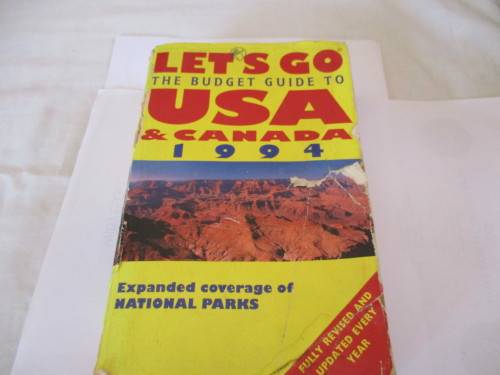 LET'S GO
THE BUDGET GUIDE TO
USA
& CANADA
1994
Expanded coverage of
NATIONAL PARKS
FULLY REVISED AND
UPDATED EVERY
YEAR